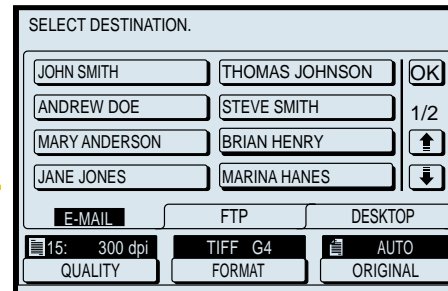 SELECT DESTINATION.
JOHN SMITH THOMAS JOHNSON OK
ANDREW DOE STEVE SMITH 1/2
MARY ANDERSON BRIAN HENRY
JANE JONES MARINA HANES
E-MAIL FTP DESKTOP
15: 300 dpi TIFF G4 AUTO
QUALITY FORMAT ORIGINAL